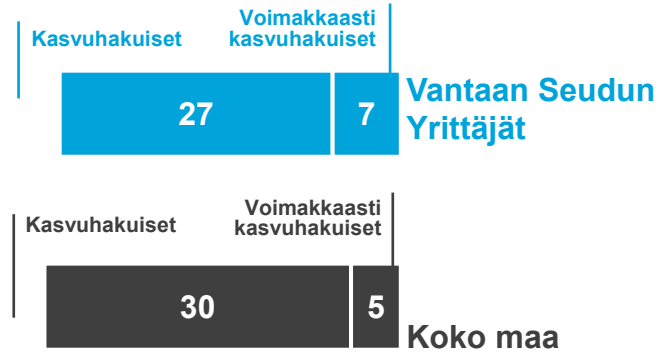 Voimakkaasti
Kasvuhakuiset kasvuhakuiset
27 7 Vantaan Seudun
Yrittäjät
Voimakkaasti
Kasvuhakuiset kasvuhakuiset
30 5
Koko maa